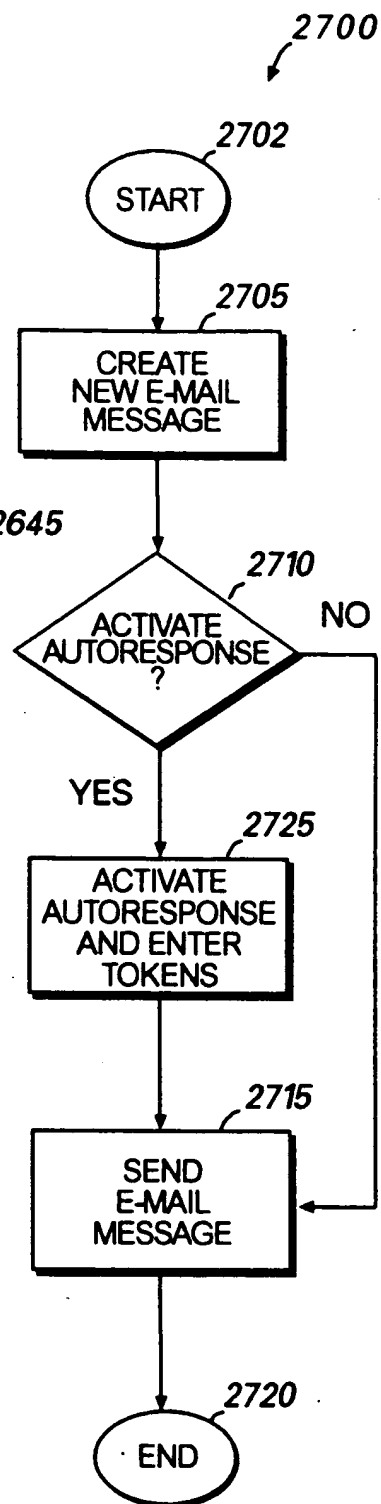 2700
2702
START
2705
CREATE
NEW E-MAIL
MESSAGE
2645
2710
ACTIVATE
AUTORESPONSE
?
NO
YES
2725
ACTIVATE
AUTORESPONSE
AND ENTER
TOKENS
2715
SEND
E-MAIL
MESSAGE
2720
END